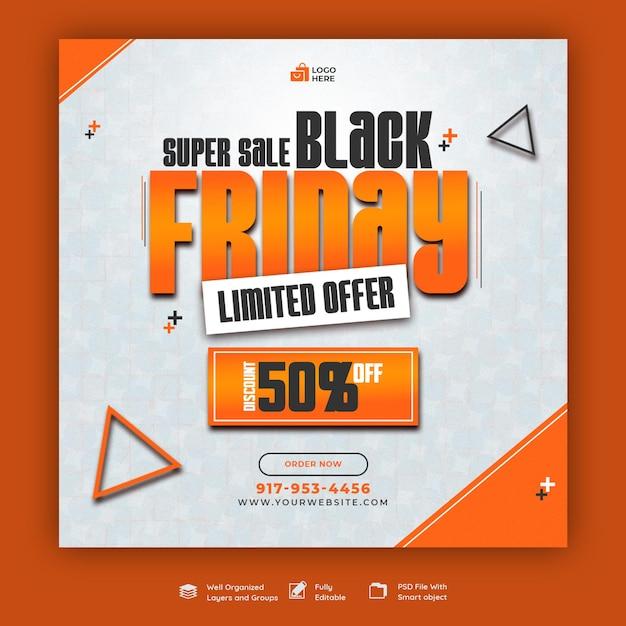 LOGO
HERE
SUPER SALE BLACK
FRIDAY
LIMITED OFFER
DISCOUNT 50% OFF
ORDER NOW
917-953-4456
WWW.YOURWEBSITE.COM
Well Organized
Layers and Groups
Fully
Editable
PSD File With
Smart object